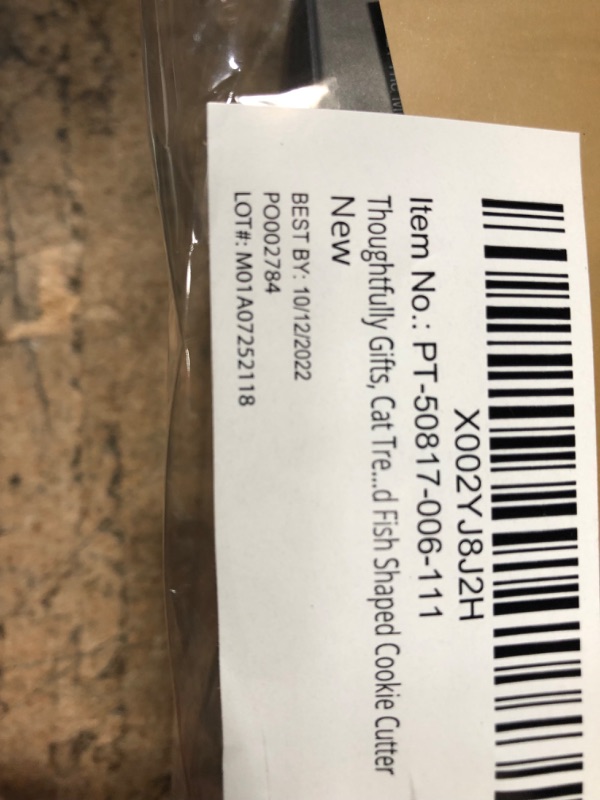 X002YJ8J2H
Item No.: PT-50817-006-111
Thoughtfully Gifts, Cat Tre...d Fish Shaped Cookie Cutter
New
BEST BY: 10/12/2022
PO002784
LOT#: M01A07252118